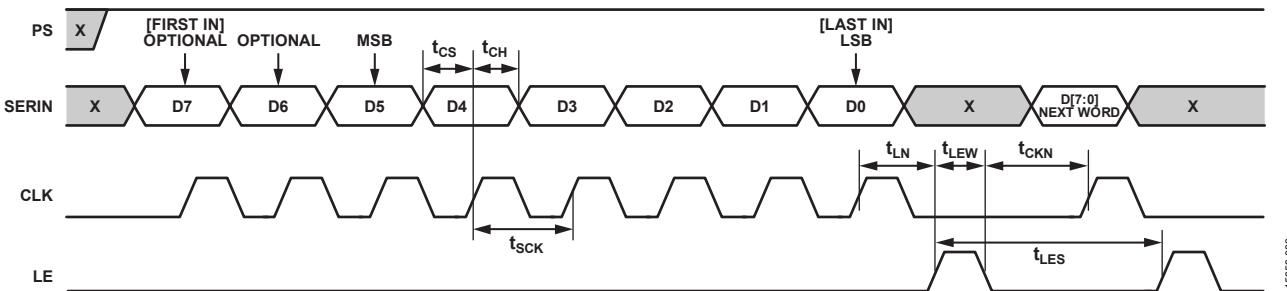 PS
X
[FIRST IN]
OPTIONAL
OPTIONAL
MSB
tCS
tCH
[LAST IN]
LSB
SERIN
X
D7
D6
D5
D4
D3
D2
D1
D0
X
D[7:0]
NEXT WORD
X
tLN
tLEW
tCKN
CLK
tSCK
tLES
LE